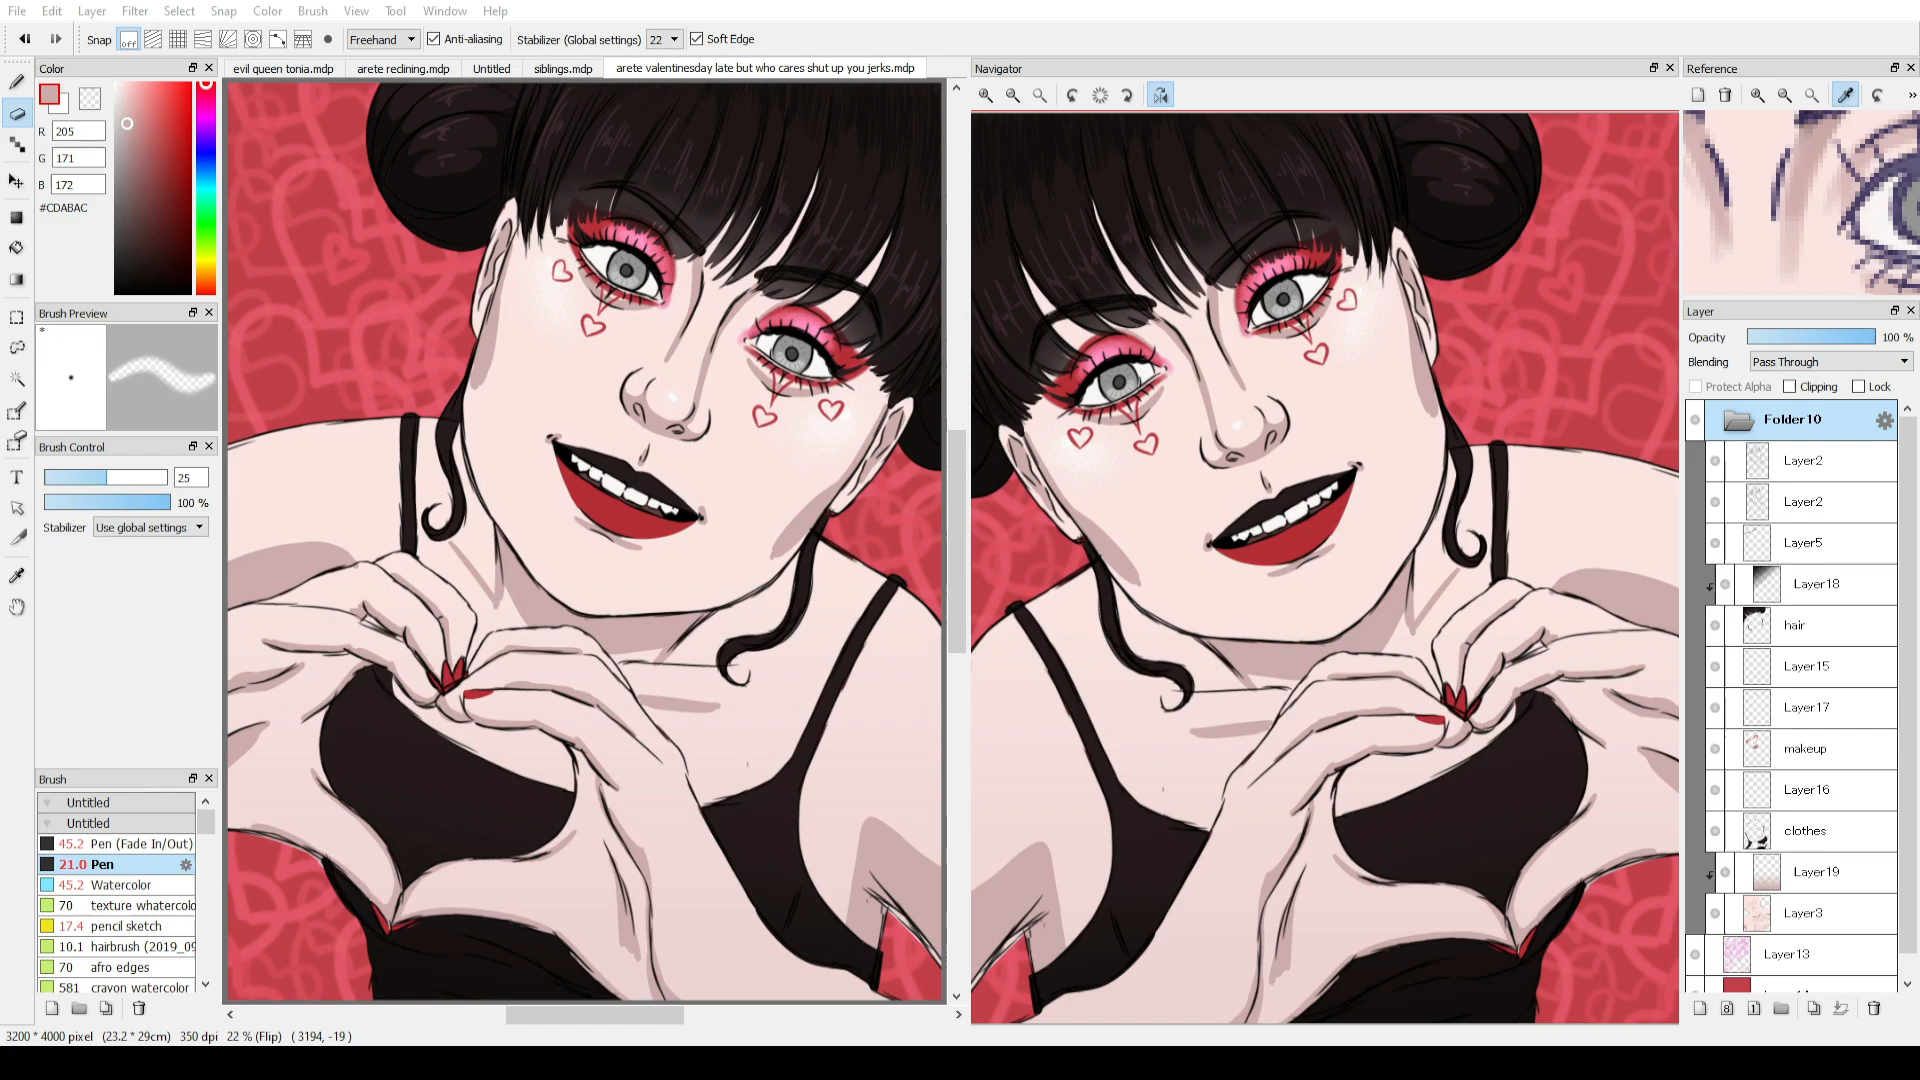 File Edit Layer Filter Select Snap Color Brush View Tool Window Help
Snap off Freehand Anti-aliasing Stabilizer (Global settings) 22 Soft Edge
Color
evil queen tonia.mdp arete reclining.mdp Untitled siblings.mdp arete valentinesday late but who cares shut up you jerks.mdp
Navigator
Reference
R 205
G 171
B 172
#CDABAC
Brush Preview
*
Brush Control
25
100 %
Stabilizer Use global settings
Brush
Untitled
Untitled
45.2 Pen (Fade In/Out)
21.0 Pen
45.2 Watercolor
70 texture whatercolo
17.4 pencil sketch
10.1 hairbrush (2019_09
70 afro edges
581 crayon watercolor
Layer
Opacity 100 %
Blending Pass Through
Protect Alpha Clipping Lock
Folder10
Layer2
Layer2
Layer5
Layer18
hair
Layer15
Layer17
makeup
Layer16
clothes
Layer19
Layer3
Layer13
8 1
3200 * 4000 pixel (23.2 * 29cm) 350 dpi 22 % (Flip) ( 3194, -19 )